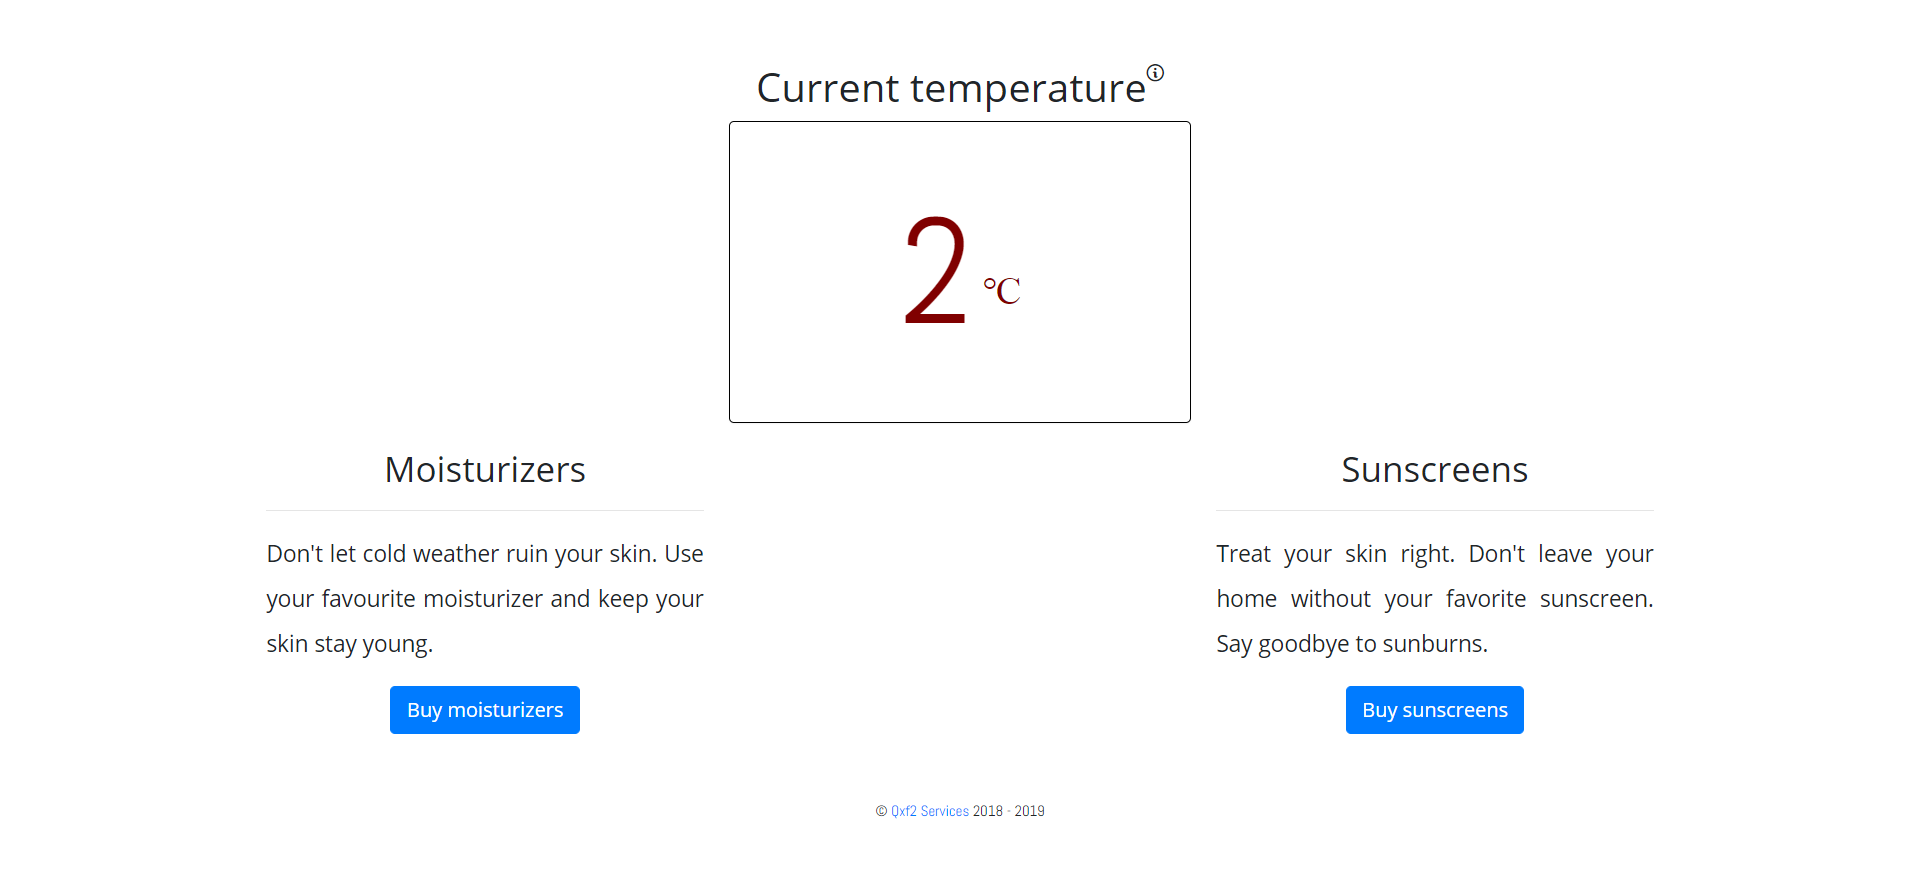 Current temperature
2 ℃
Moisturizers
Don't let cold weather ruin your skin. Use
your favourite moisturizer and keep your
skin stay young.
Buy moisturizers
Sunscreens
Treat your skin right. Don't leave your
home without your favorite sunscreen.
Say goodbye to sunburns.
Buy sunscreens
© Qxf2 Services 2018 - 2019